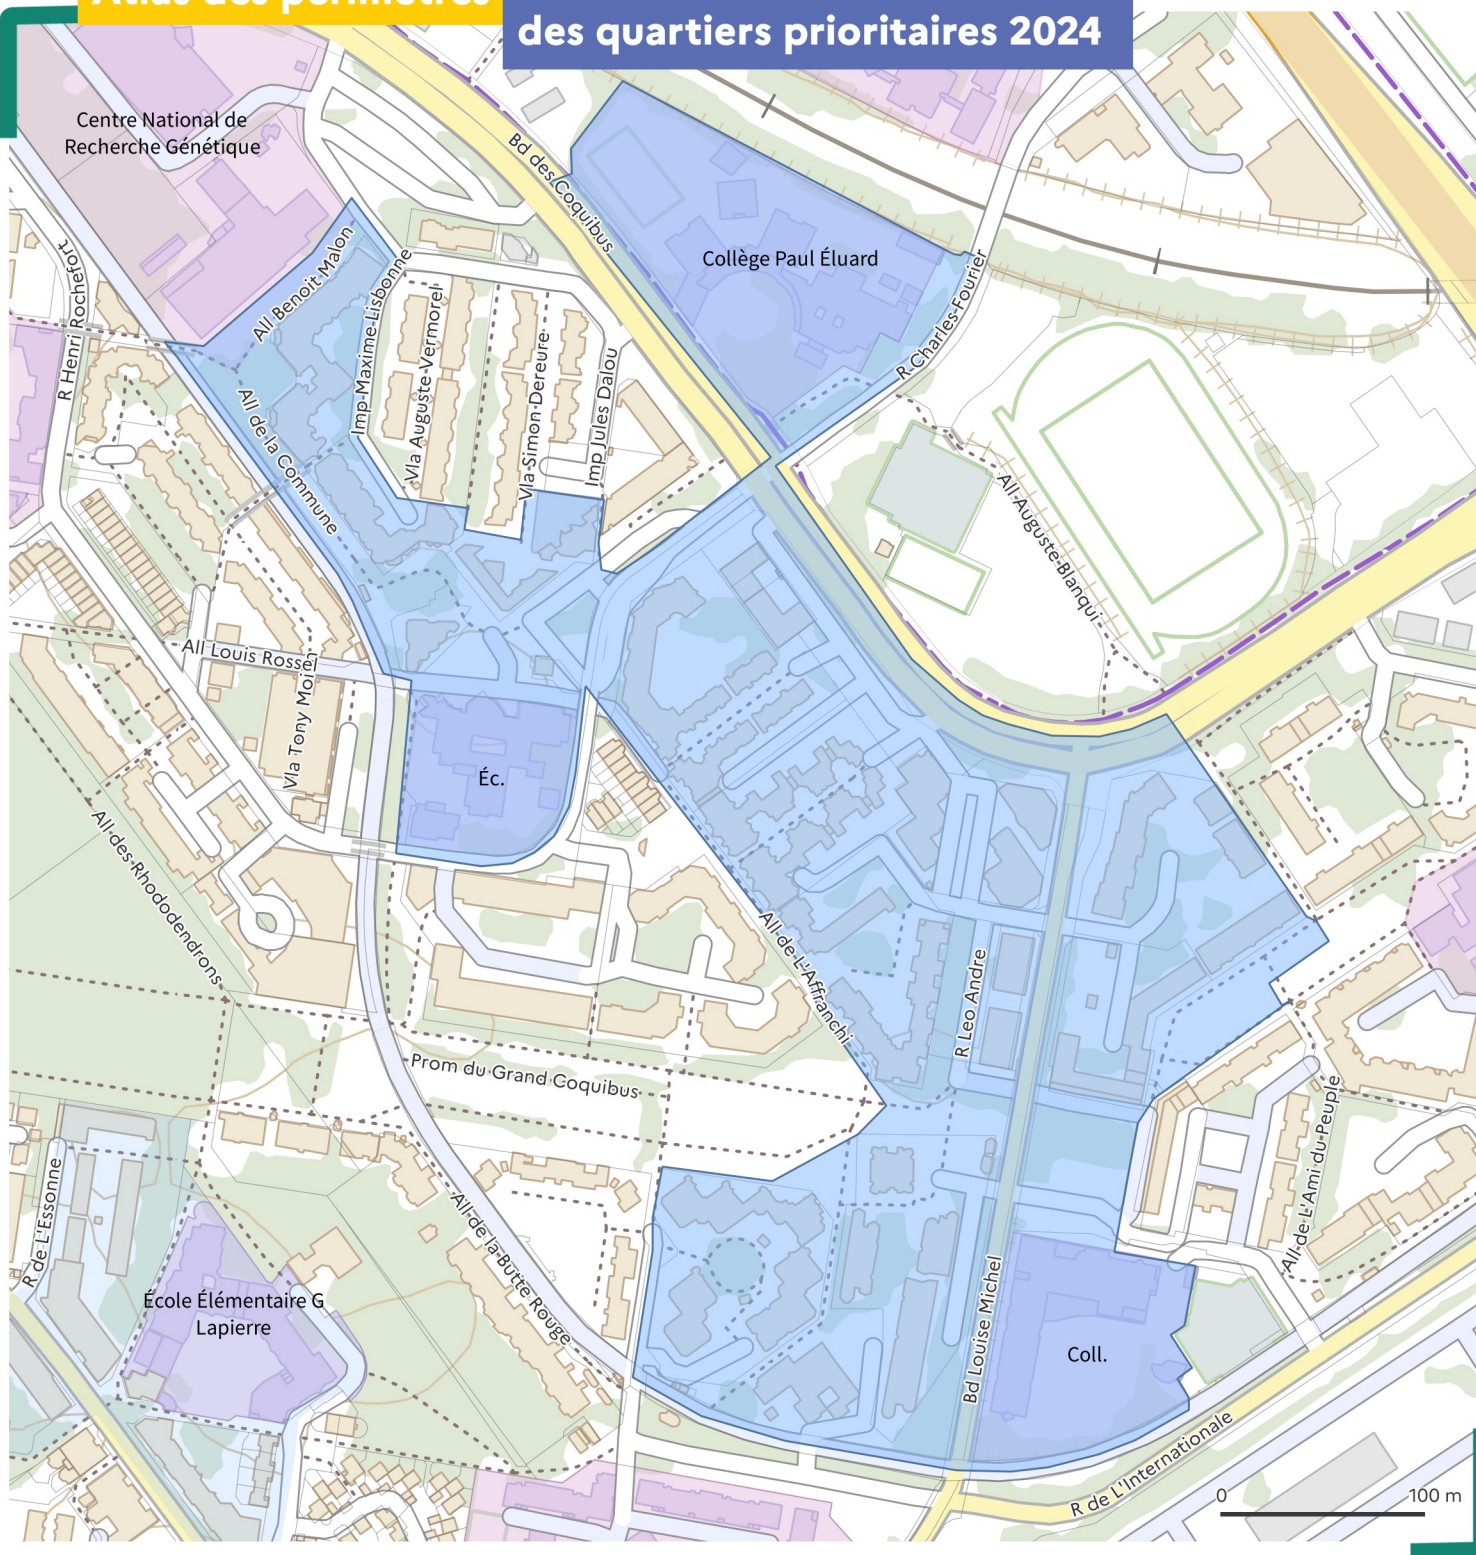 Atlas des périmètres
des quartiers prioritaires 2024
Centre National de
Recherche Génétique
Bd des Coquibus
Collège Paul Éluard
R Charles-Fourier
R Henri Rochefort
All Benoit Malon
Imp Maxime-Lisbonne
Vla Auguste-Vermorel
Vla-Simon-Dereure
Imp Jules Dalou
All de la Commune
All-Auguste-Blanqui
All Louis Rossel
Vla Tony Moilin
Éc.
All des-Rhododendrons
All de L'Affranchi
R Leo Andre
Prom du Grand Coquibus
R de L'Essonne
École Élémentaire G
Lapierre
All-de-la-Butte Rouge
Bd Louise Michel
Coll.
All-de-L'Ami-du-Peuple
R de L'Internationale
0 100 m